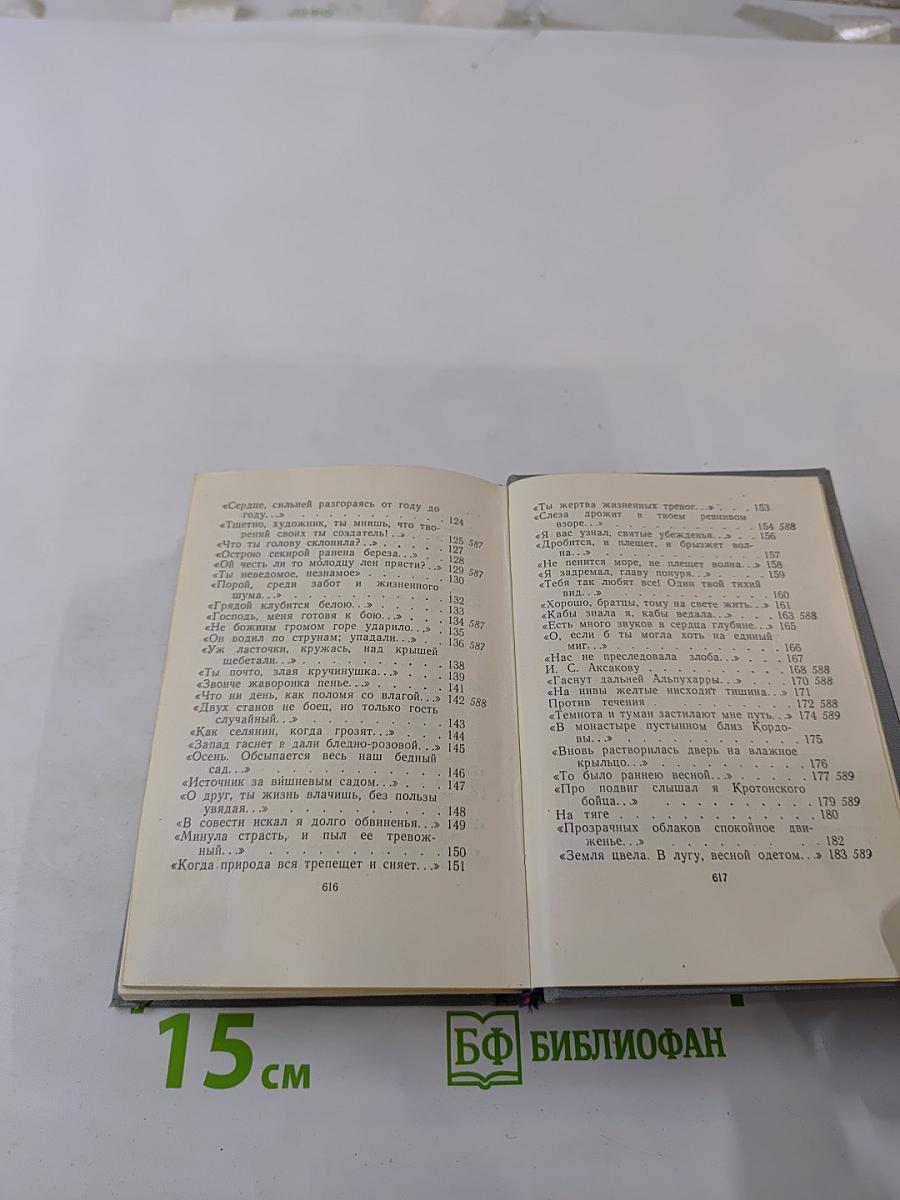 «Сердце, сильней разгораясь от году до
году. . .» . . . . . . . . . . . . 124
«Тщетно, художник, ты мнишь, что тво-
рений своих ты создатель!. .» . . . . 125 587
«Что ты голову склонила?. .» . . . . . 127
«Острою секирой ранена береза. . .» . . . 128
«Ой честь ли то молодцу лен прясти?. .» 129 587
«Ты неведомое, незнамое» . . . . . . 130
«Порой, среди забот и жизненного
шума. . .» . . . . . . . . . . . . 132
«Грядой клубится белою. . .» . . . . . . 133
«Господь, меня готовя к бою. . .» . . . . 134 587
«Не божиим громом горе ударило. . .» . . 135
«Он водил по струнам; упадали. . .» . . 136 587
«Уж ласточки, кружась, над крышей
щебетали. . .» . . . . . . . . . . 138
«Ты почто, злая кручинушка. . .» . . . . 139
«Звонче жаворонка пенье. . .» . . . . . 141
«Что ни день, как поломя со влагой. . .» 142 588
«Двух станов не боец, но только гость
случайный. . .» . . . . . . . . . 143
«Как селянин, когда грозят. . .» . . . . 144
«Запад гаснет в дали бледно-розовой. . .» 145
«Осень. Обсыпается весь наш бедный
сад. . .» . . . . . . . . . . . . 146
«Источник за вишневым садом. . .» . . . 147
«О друг, ты жизнь влачишь, без пользы
увядая. . .» . . . . . . . . . . . 148
«В совести искал я долго обвиненья. . .» 149
«Минула страсть, и пыл ее тревож-
ный. . .» . . . . . . . . . . . . 150
«Когда природа вся трепещет и сияет. . .» 151
616
«Ты жертва жизненных тревог. . .» . . . 153
«Слеза дрожит в твоем ревнивом
взоре. . .» . . . . . . . . . . . 154 588
«Я вас узнал, святые убежденья. . .» . . 156
«Дробится, и плещет, и брызжет вол-
на. . .» . . . . . . . . . . . . . 157
«Не пенится море, не плещет волна. . .» 158
«Я задремал, главу понуря. . .» . . . . 159
«Тебя так любят все! Один твой тихий
вид. . .» . . . . . . . . . . . . 160
«Хорошо, братцы, тому на свете жить. . .» 161
«Кабы знала я, кабы ведала. . .» . . . 163 588
«Есть много звуков в сердца глубине. . .» 165
«О, если б ты могла хоть на единый
миг. . .» . . . . . . . . . . . . 166
«Нас не преследовала злоба. . .» . . . 167
И. С. Аксакову . . . . . . . . . . . 168 588
«Гаснут дальней Альпухарры. . .» . . . 170 588
«На нивы желтые нисходит тишина. . .» 171
Против течения . . . . . . . . . . . 172 588
«Темнота и туман застилают мне путь. . .» 174 589
«В монастыре пустынном близ Кордо-
вы. . .» . . . . . . . . . . . . . 175
«Вновь растворилась дверь на влажное
крыльцо. . .» . . . . . . . . . . 176
«То было раннею весной. . .» . . . . . 177 589
«Про подвиг слышал я Кротонского
бойца. . .» . . . . . . . . . . 179 589
На тяге . . . . . . . . . . . . . . 180
«Прозрачных облаков спокойное дви-
женье. . .» . . . . . . . . . . . 182
«Земля цвела. В лугу, весной одетом. . .» 183 589
617
15 см
БФ БИБЛИОФАН